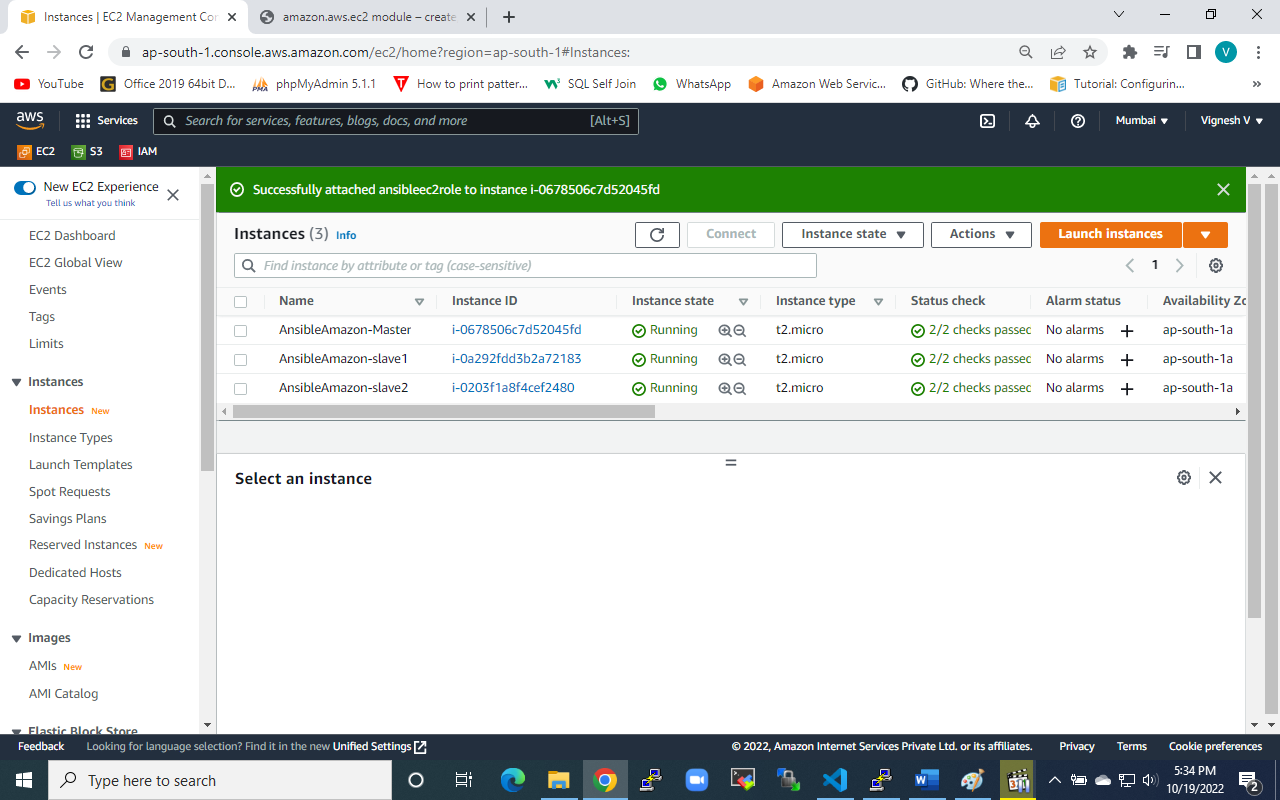 Instances | EC2 Management Con
amazon.aws.ec2 module – create
ap-south-1.console.aws.amazon.com/ec2/home?region=ap-south-1#Instances:
V
YouTube
Office 2019 64bit D...
phpMyAdmin 5.1.1
How to print patter...
SQL Self Join
WhatsApp
Amazon Web Servic...
GitHub: Where the...
Tutorial: Configurin...
»
aws
Services
Search for services, features, blogs, docs, and more
[Alt+S]
Mumbai
Vignesh V
EC2
S3
IAM
New EC2 Experience
Tell us what you think
Successfully attached ansibleec2role to instance i-0678506c7d52045fd
EC2 Dashboard
EC2 Global View
Events
Tags
Limits
Instances
Instances New
Instance Types
Launch Templates
Spot Requests
Savings Plans
Reserved Instances New
Dedicated Hosts
Capacity Reservations
Images
AMIs New
AMI Catalog
Elastic Block Store
Instances (3) Info
Connect
Instance state
Actions
Launch instances
Find instance by attribute or tag (case-sensitive)
1
Name Instance ID Instance state Instance type Status check Alarm status Availability Zo
AnsibleAmazon-Master i-0678506c7d52045fd Running t2.micro 2/2 checks passed No alarms + ap-south-1a
AnsibleAmazon-slave1 i-0a292fdd3b2a72183 Running t2.micro 2/2 checks passed No alarms + ap-south-1a
AnsibleAmazon-slave2 i-0203f1a8f4cef2480 Running t2.micro 2/2 checks passed No alarms + ap-south-1a
Select an instance
Feedback
Looking for language selection? Find it in the new Unified Settings
© 2022, Amazon Internet Services Private Ltd. or its affiliates.
Privacy
Terms
Cookie preferences
Type here to search
5:34 PM
10/19/2022
2